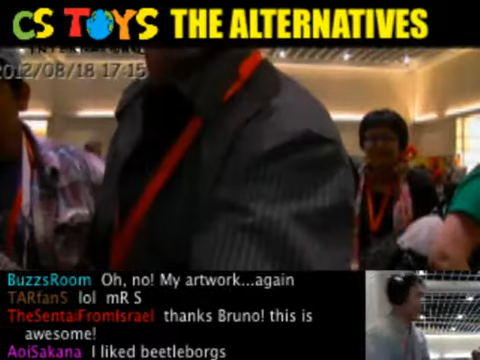 CS TOYS THE ALTERNATIVES
INTERNATIONAL
2012/08/18 17:15
BuzzsRoom Oh, no! My artwork...again
TARfanS lol mR S
TheSentaiFromIsrael thanks Bruno! this is
awesome!
AoiSakana I liked beetleborgs